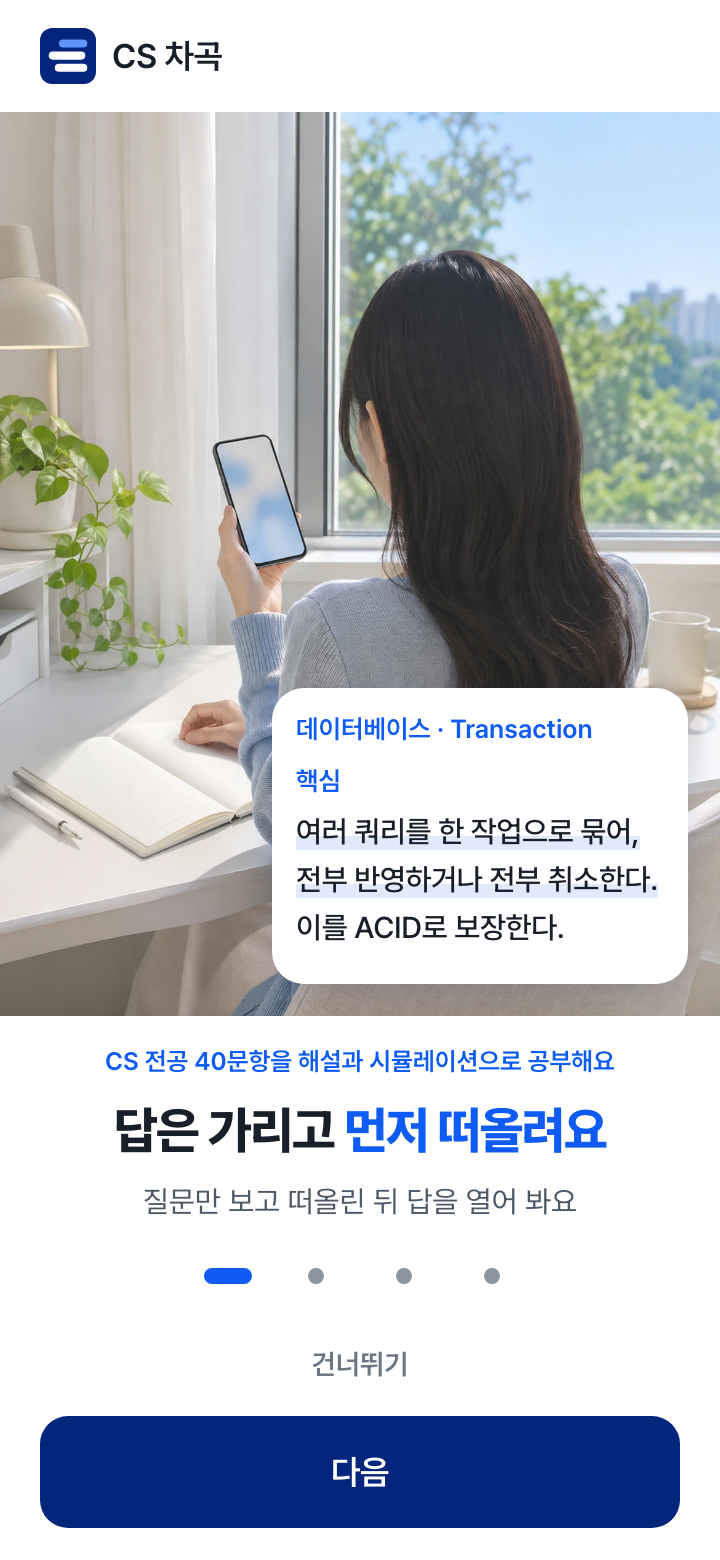 CS 차곡
데이터베이스 · Transaction
핵심
여러 쿼리를 한 작업으로 묶어,
전부 반영하거나 전부 취소한다.
이를 ACID로 보장한다.
CS 전공 40문항을 해설과 시뮬레이션으로 공부해요
답은 가리고 먼저 떠올려요
질문만 보고 떠올린 뒤 답을 열어 봐요
건너뛰기
다음